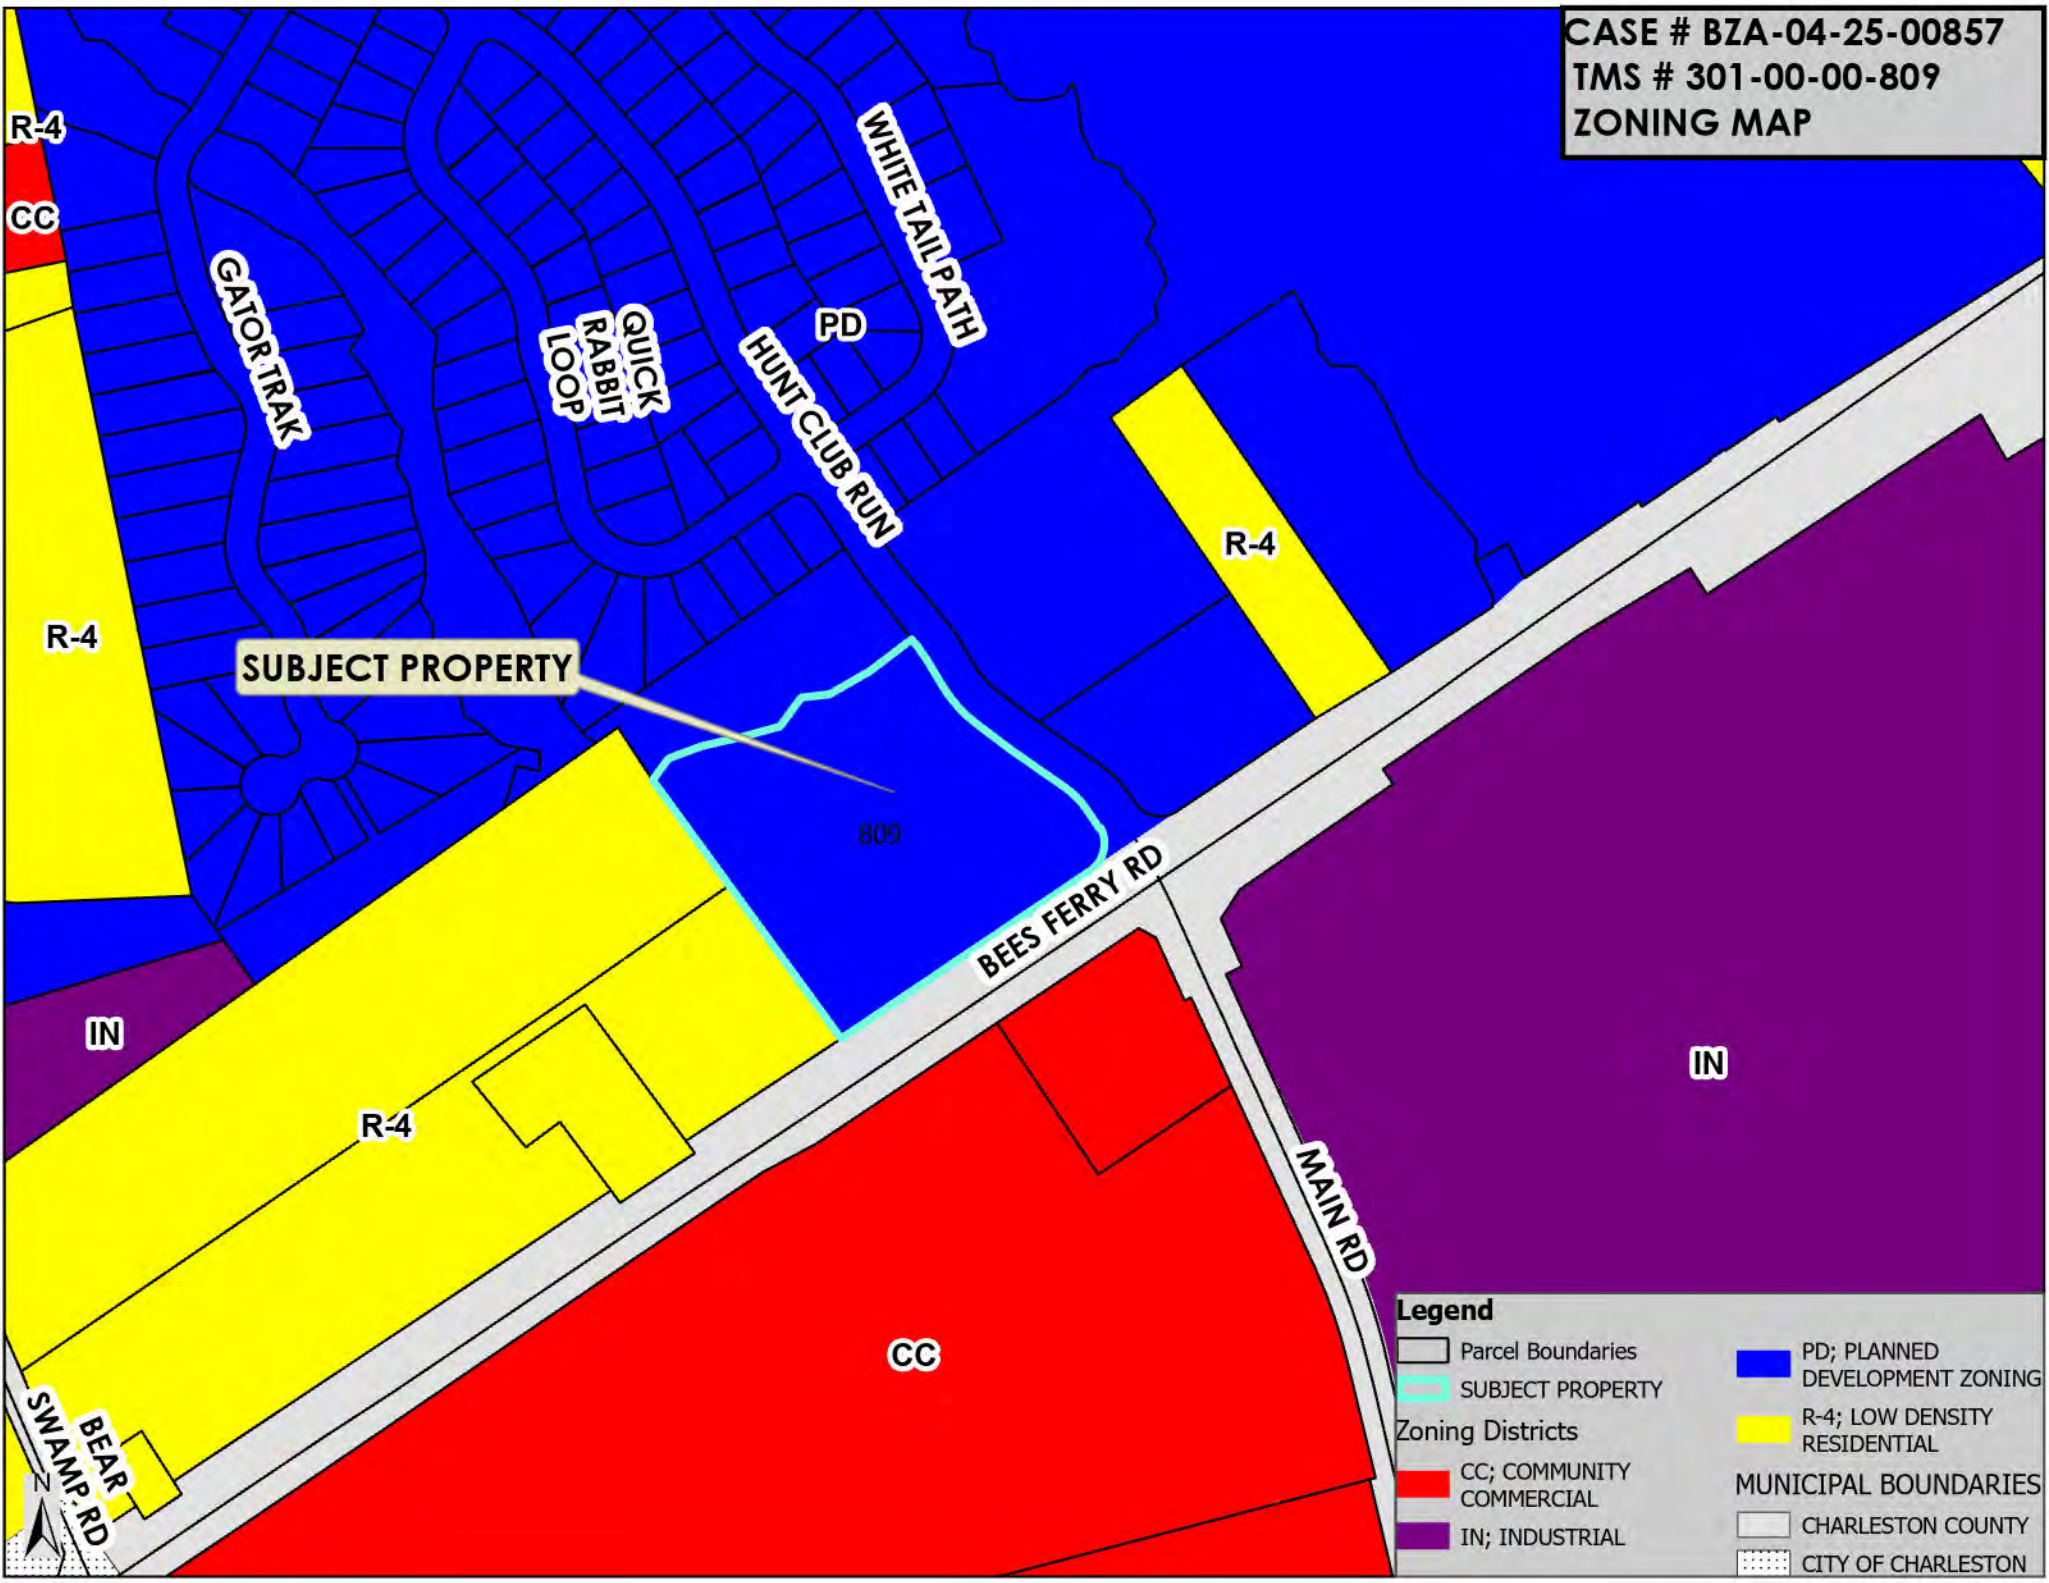 CASE # BZA-04-25-00857
TMS # 301-00-00-809
ZONING MAP
R-4
CC
WHITE TAIL PATH
GATOR TRAK
QUICK
RABBIT
LOOP
PD
HUNT CLUB RUN
R-4
R-4
SUBJECT PROPERTY
809
BEES FERRY RD
IN
IN
R-4
MAIN RD
CC
BEAR
SWAMP RD
N
Legend
Parcel Boundaries
SUBJECT PROPERTY
Zoning Districts
CC; COMMUNITY
COMMERCIAL
IN; INDUSTRIAL
PD; PLANNED
DEVELOPMENT ZONING
R-4; LOW DENSITY
RESIDENTIAL
MUNICIPAL BOUNDARIES
CHARLESTON COUNTY
CITY OF CHARLESTON